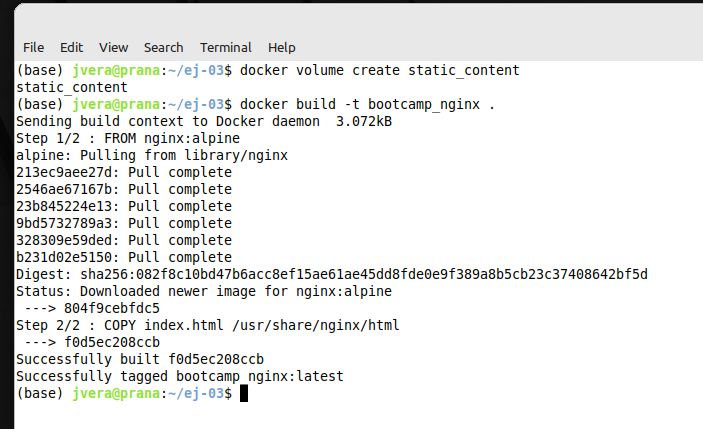 File Edit View Search Terminal Help
(base) jvera@prana:~/ej-03$ docker volume create static_content
static_content
(base) jvera@prana:~/ej-03$ docker build -t bootcamp_nginx .
Sending build context to Docker daemon  3.072kB
Step 1/2 : FROM nginx:alpine
alpine: Pulling from library/nginx
213ec9aee27d: Pull complete
2546ae67167b: Pull complete
23b845224e13: Pull complete
9bd5732789a3: Pull complete
328309e59ded: Pull complete
b231d02e5150: Pull complete
Digest: sha256:082f8c10bd47b6acc8ef15ae61ae45dd8fde0e9f389a8b5cb23c37408642bf5d
Status: Downloaded newer image for nginx:alpine
 ---> 804f9cebfdc5
Step 2/2 : COPY index.html /usr/share/nginx/html
 ---> f0d5ec208ccb
Successfully built f0d5ec208ccb
Successfully tagged bootcamp_nginx:latest
(base) jvera@prana:~/ej-03$